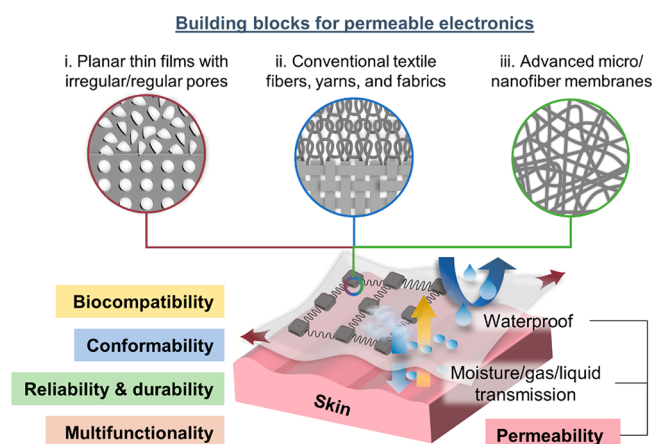 Building blocks for permeable electronics
i. Planar thin films with
irregular/regular pores
ii. Conventional textile
fibers, yarns, and fabrics
iii. Advanced micro/
nanofiber membranes
Biocompatibility
Conformability
Reliability & durability
Multifunctionality
Skin
Waterproof
Moisture/gas/liquid
transmission
Permeability